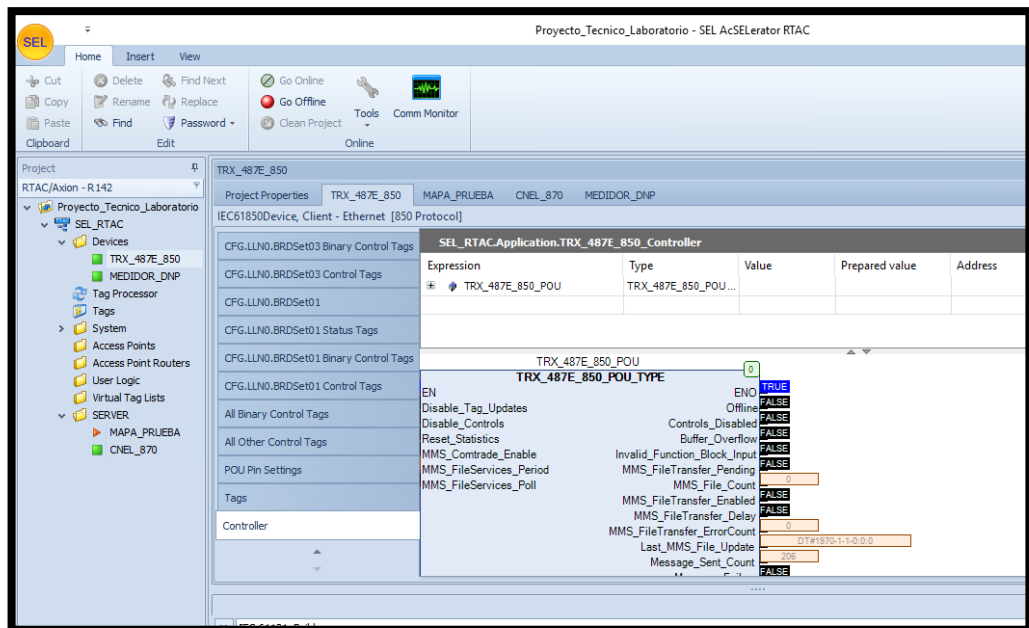 Proyecto_Tecnico_Laboratorio - SEL AcSELerator RTAC
SEL
Home Insert View
Cut
Copy
Paste
Clipboard
Delete
Rename
Find
Find Next
Replace
Password
Edit
Go Online
Go Offline
Clean Project
Tools
Comm Monitor
Online
Project
RTAC/Axion - R142
Proyecto_Tecnico_Laboratorio
SEL_RTAC
Devices
TRX_487E_850
MEDIDOR_DNP
Tag Processor
Tags
System
Access Points
Access Point Routers
User Logic
Virtual Tag Lists
SERVER
MAPA_PRUEBA
CNEL_870
TRX_487E_850
Project Properties TRX_487E_850 MAPA_PRUEBA CNEL_870 MEDIDOR_DNP
IEC61850Device, Client - Ethernet [850 Protocol]
CFG.LLN0.BRDSet03 Binary Control Tags
CFG.LLN0.BRDSet03 Control Tags
CFG.LLN0.BRDSet01
CFG.LLN0.BRDSet01 Status Tags
CFG.LLN0.BRDSet01 Binary Control Tags
CFG.LLN0.BRDSet01 Control Tags
All Binary Control Tags
All Other Control Tags
POU Pin Settings
Tags
Controller
SEL_RTAC.Application.TRX_487E_850_Controller
Expression Type Value Prepared value Address
TRX_487E_850_POU TRX_487E_850_POU...
TRX_487E_850_POU
0
TRX_487E_850_POU_TYPE
EN ENO TRUE
Disable_Tag_Updates Offline FALSE
Disable_Controls Controls_Disabled FALSE
Reset_Statistics Buffer_Overflow FALSE
MMS_Comtrade_Enable Invalid_Function_Block_Input FALSE
MMS_FileServices_Period MMS_FileTransfer_Pending FALSE
MMS_FileServices_Poll MMS_File_Count 0
MMS_FileTransfer_Enabled FALSE
MMS_FileTransfer_Delay FALSE
MMS_FileTransfer_ErrorCount 0
Last_MMS_File_Update DT#1970-1-1-0:0:0
Message_Sent_Count 206
FALSE